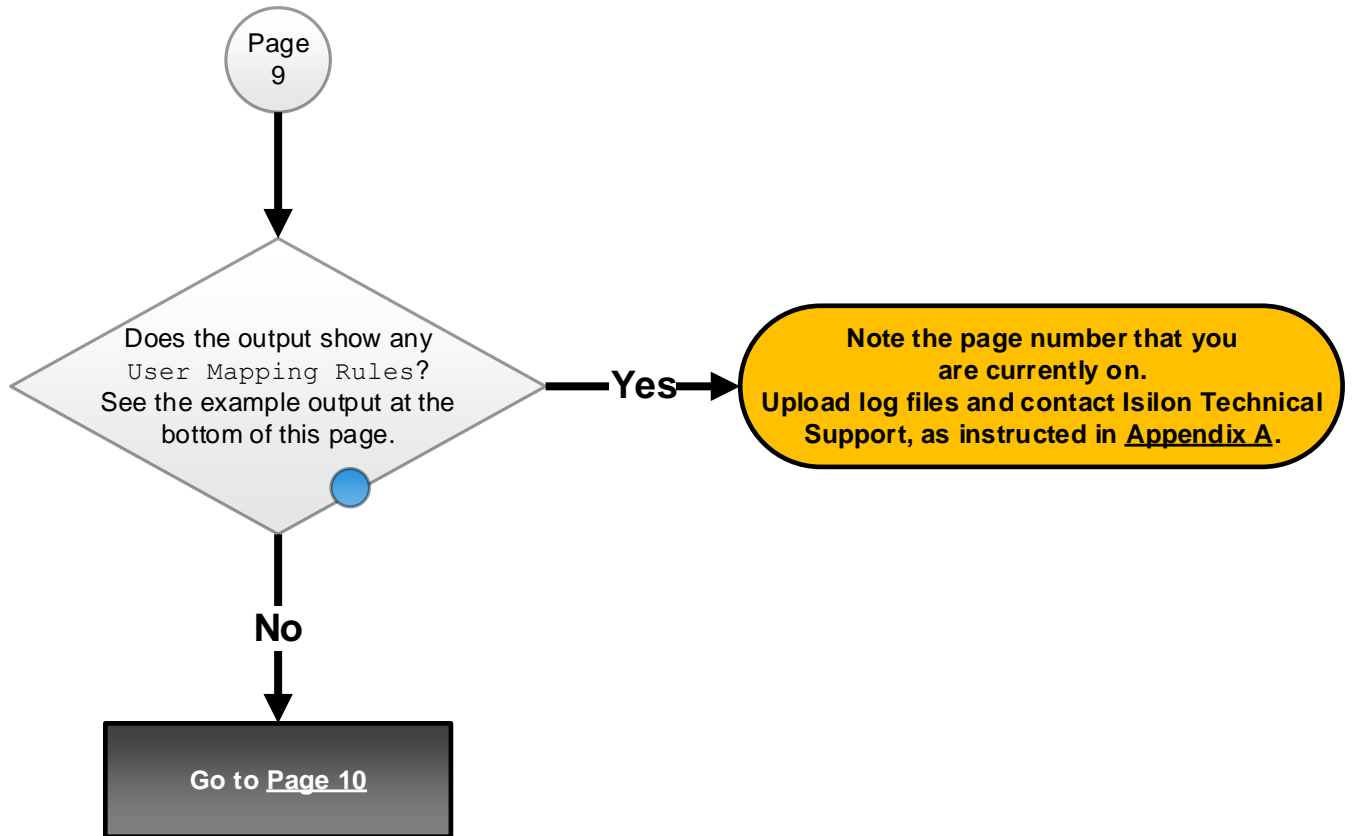 Page
9
Does the output show any
User Mapping Rules?
See the example output at the
bottom of this page.
Yes
Note the page number that you
are currently on.
Upload log files and contact Isilon Technical
Support, as instructed in Appendix A.
No
Go to Page 10